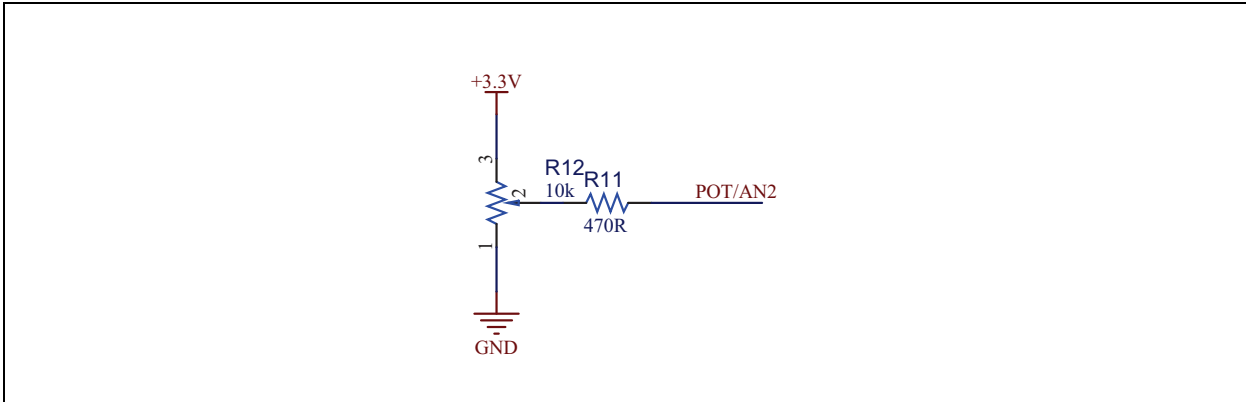 +3.3V
3
R12
10k
2
R11
470R
POT/AN2
1
GND